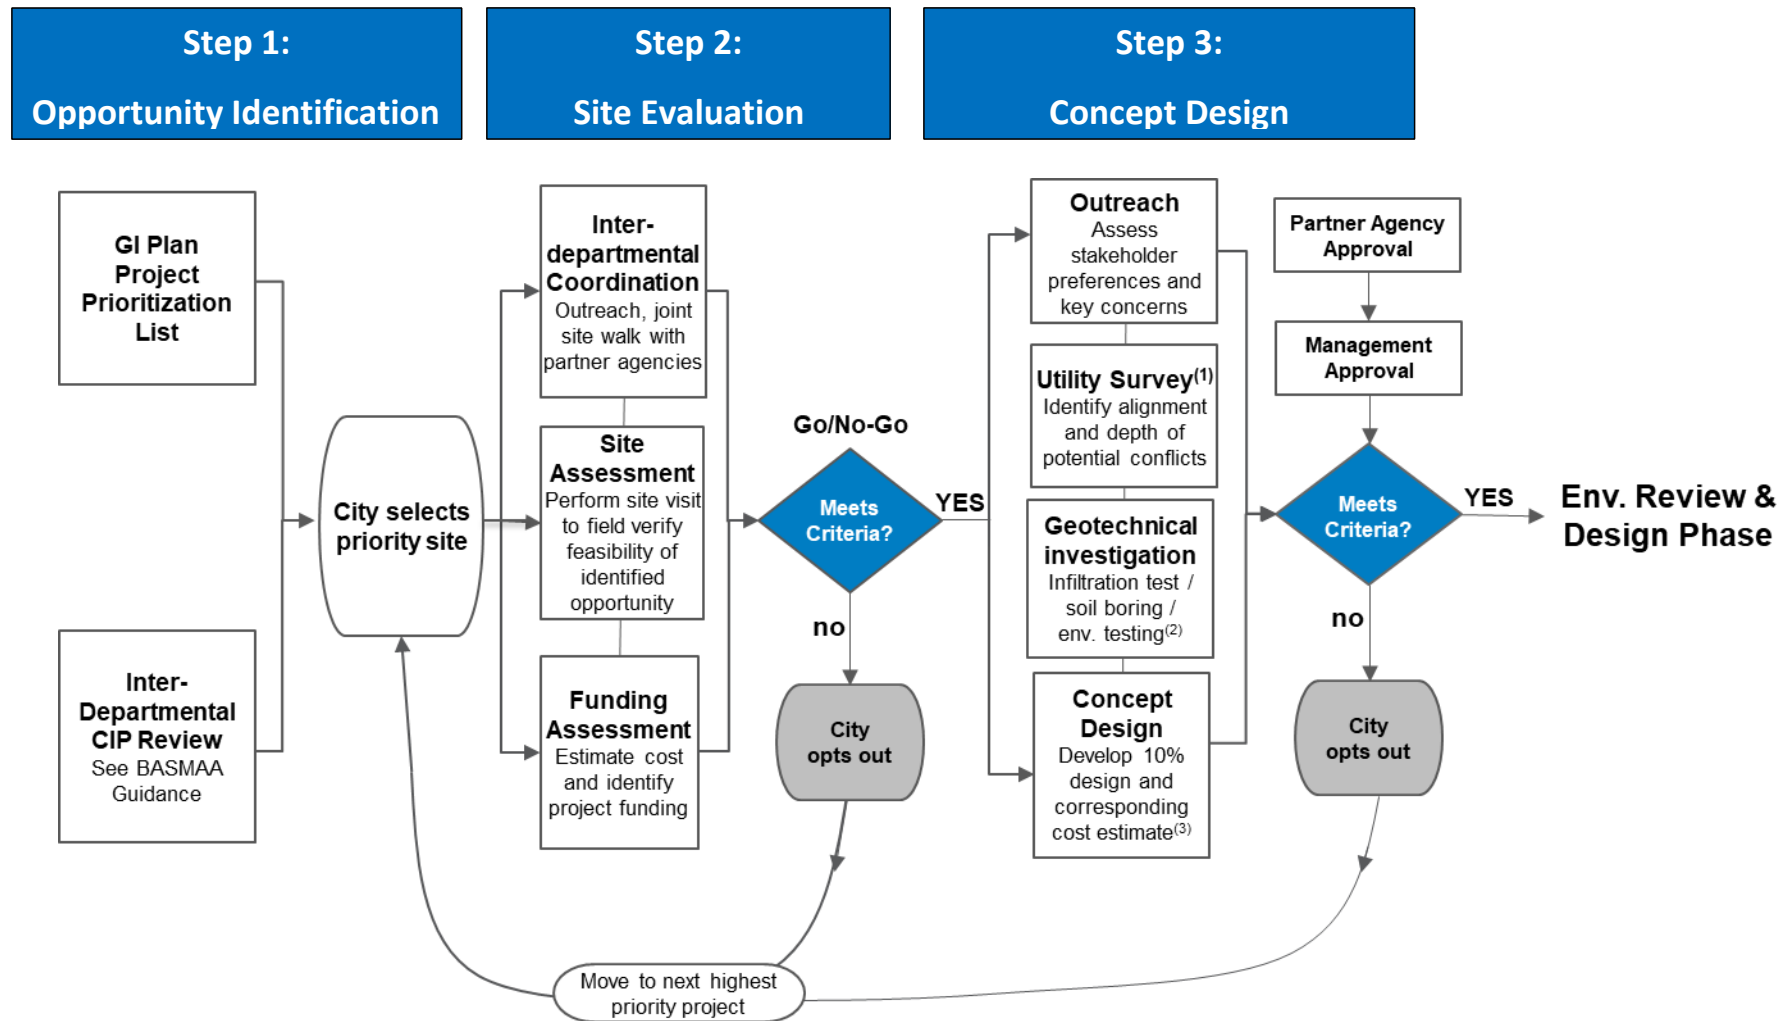 Step 1:
Opportunity Identification
Step 2:
Site Evaluation
Step 3:
Concept Design
GI Plan
Project
Prioritization
List
Inter-
Departmental
CIP Review
See BASMAA
Guidance
City selects
priority site
Inter-
departmental
Coordination
Outreach, joint
site walk with
partner agencies
Site
Assessment
Perform site visit
to field verify
feasibility of
identified
opportunity
Funding
Assessment
Estimate cost
and identify
project funding
Go/No-Go
Meets
Criteria?
YES
no
City
opts out
Outreach
Assess
stakeholder
preferences and
key concerns
Utility Survey(1)
Identify alignment
and depth of
potential conflicts
Geotechnical
investigation
Infiltration test /
soil boring /
env. testing(2)
Concept
Design
Develop 10%
design and
corresponding
cost estimate(3)
Partner Agency
Approval
Management
Approval
Meets
Criteria?
YES
no
City
opts out
Env. Review &
Design Phase
Move to next highest
priority project